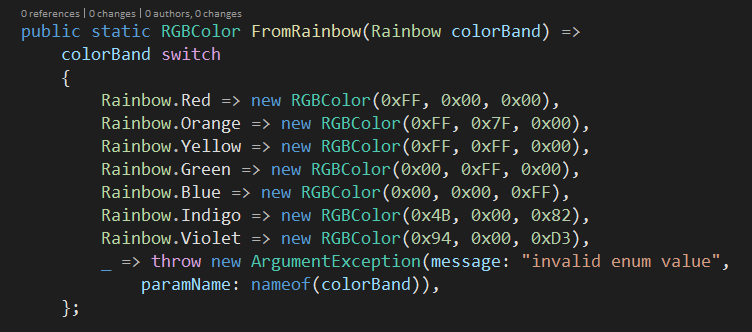 0 references | 0 changes | 0 authors, 0 changes
public static RGBColor FromRainbow(Rainbow colorBand) =>
    colorBand switch
    {
        Rainbow.Red => new RGBColor(0xFF, 0x00, 0x00),
        Rainbow.Orange => new RGBColor(0xFF, 0x7F, 0x00),
        Rainbow.Yellow => new RGBColor(0xFF, 0xFF, 0x00),
        Rainbow.Green => new RGBColor(0x00, 0xFF, 0x00),
        Rainbow.Blue => new RGBColor(0x00, 0x00, 0xFF),
        Rainbow.Indigo => new RGBColor(0x4B, 0x00, 0x82),
        Rainbow.Violet => new RGBColor(0x94, 0x00, 0xD3),
        _ => throw new ArgumentException(message: "invalid enum value",
            paramName: nameof(colorBand)),
    };